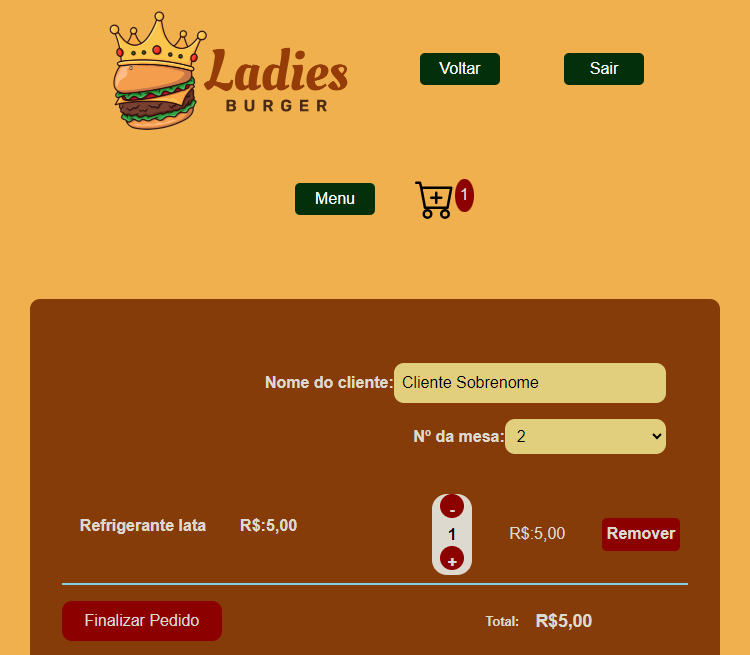 Ladies
BURGER
Voltar
Sair
Menu
1
Nome do cliente: Cliente Sobrenome
Nº da mesa: 2
-
Refrigerante lata R$:5,00 1 R$:5,00 Remover
+
Finalizar Pedido Total: R$5,00